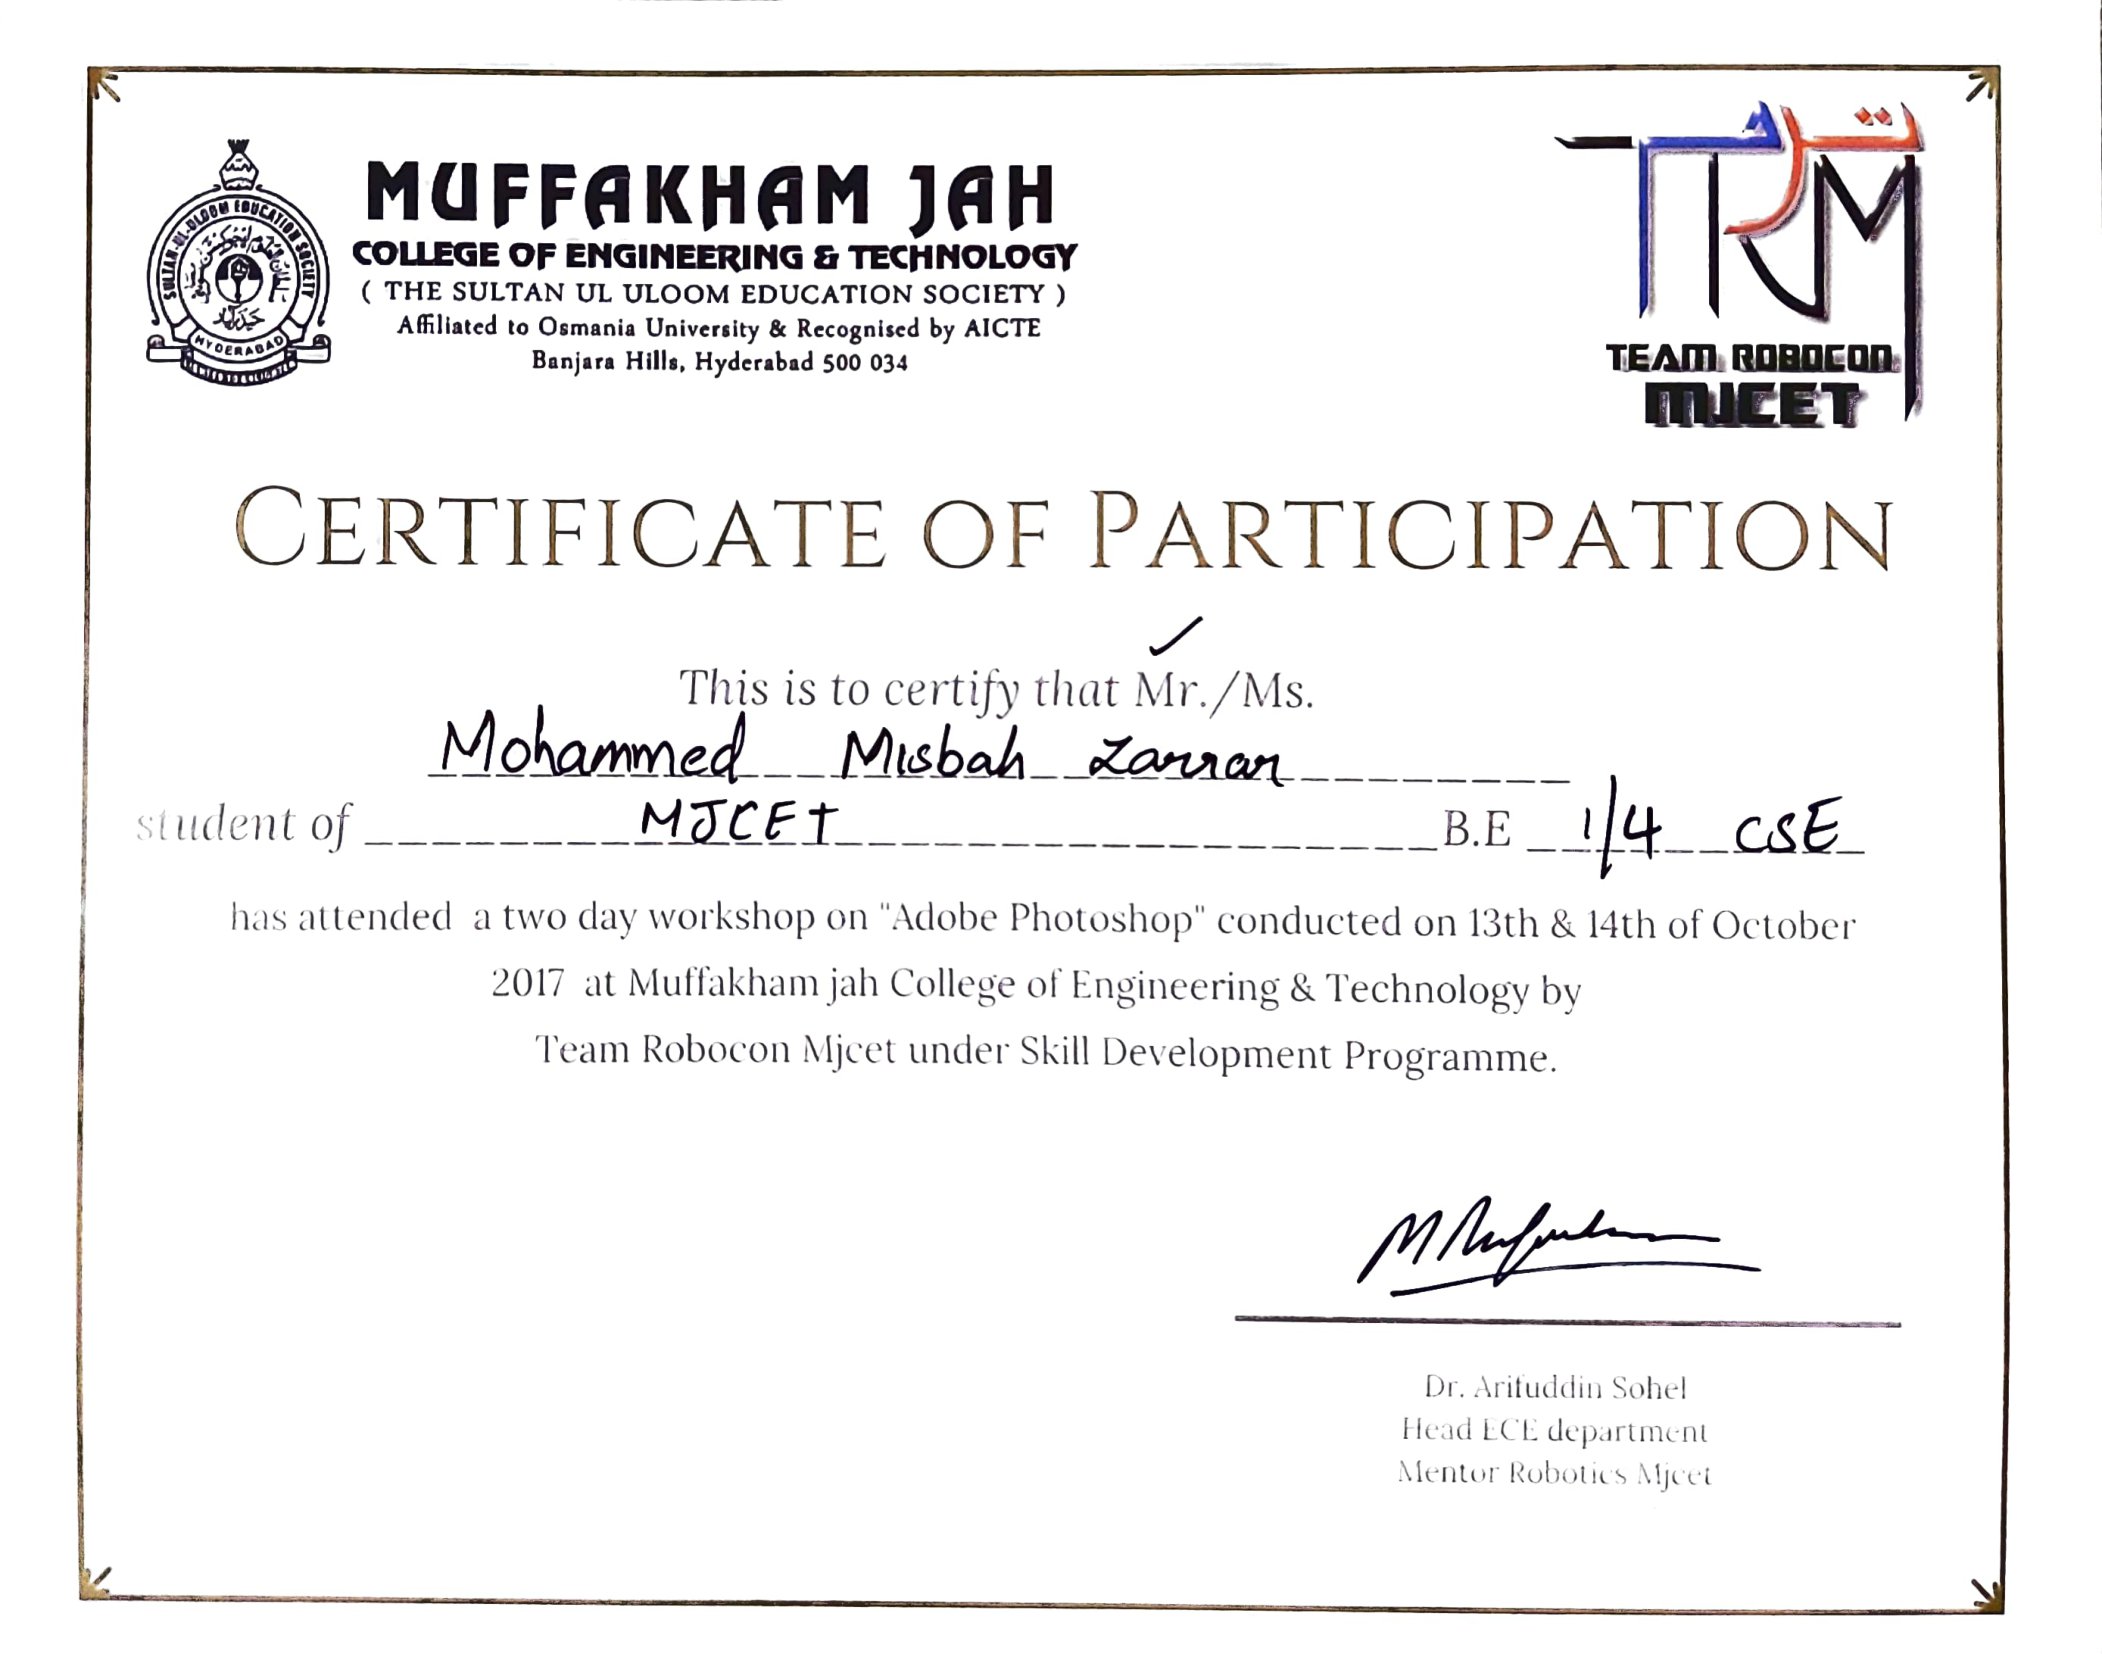 SULTAN-UL-ULOOM EDUCATION SOCIETY
HYDERABAD
MUFFAKHAM JAH
COLLEGE OF ENGINEERING & TECHNOLOGY
( THE SULTAN UL ULOOM EDUCATION SOCIETY )
Affiliated to Osmania University & Recognised by AICTE
Banjara Hills, Hyderabad 500 034
TRM
TEAM ROBOCON
MJCET
CERTIFICATE OF PARTICIPATION
This is to certify that Mr./Ms.
Mohammed Misbah Zarrar
student of MJCET B.E 1/4 CSE
has attended a two day workshop on "Adobe Photoshop" conducted on 13th & 14th of October
2017 at Muffakham jah College of Engineering & Technology by
Team Robocon Mjcet under Skill Development Programme.
Dr. Arifuddin Sohel
Head ECE department
Mentor Robotics Mjcet